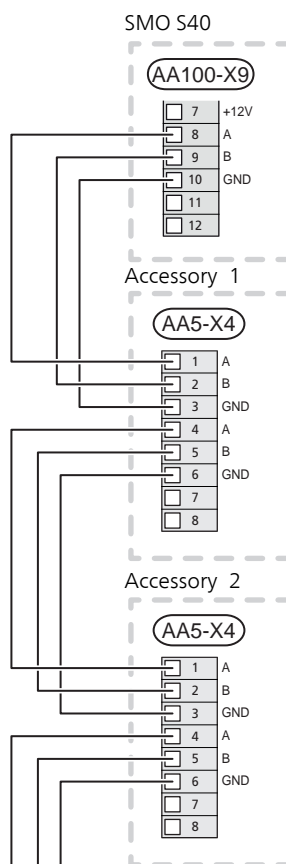 SMO S40
AA100-X9
7 +12V
8 A
9 B
10 GND
11
12
Accessory 1
AA5-X4
1 A
2 B
3 GND
4 A
5 B
6 GND
7
8
Accessory 2
AA5-X4
1 A
2 B
3 GND
4 A
5 B
6 GND
7
8